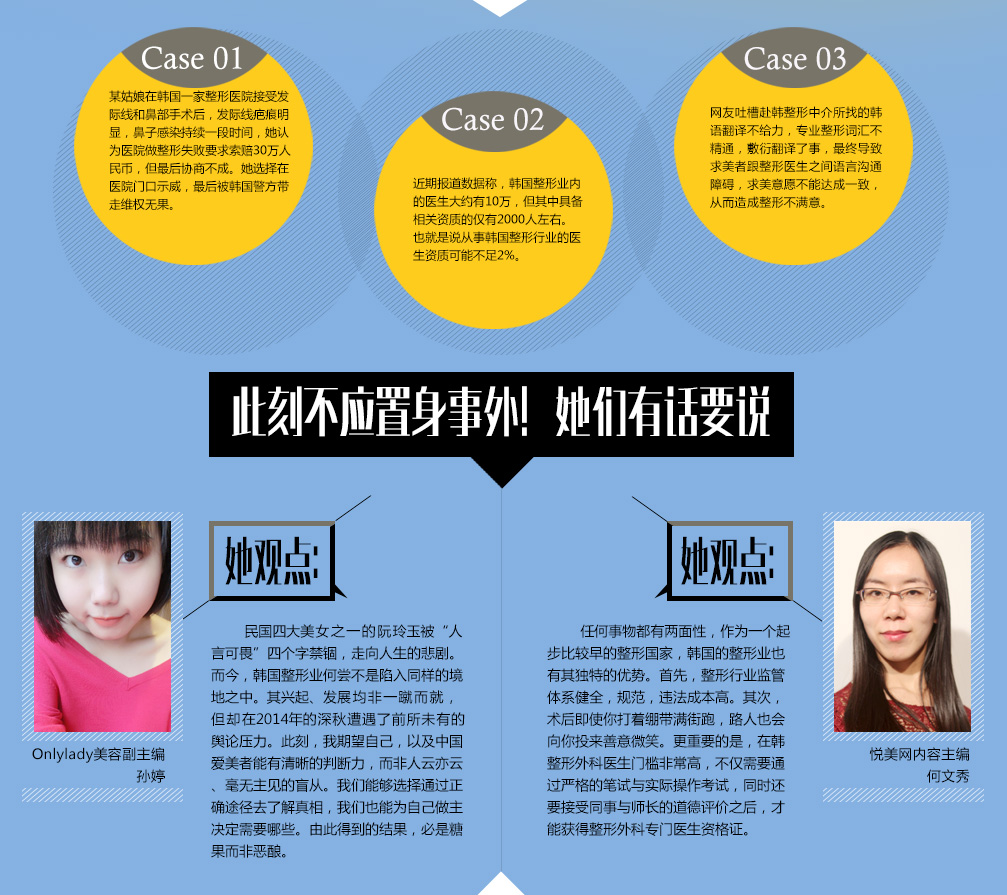 Case 01
某姑娘在韩国一家整形医院接受发
际线和鼻部手术后，发际线疤痕明
显，鼻子感染持续一段时间，她认
为医院做整形失败要求索赔30万人
民币，但最后协商不成。她选择在
医院门口示威，最后被韩国警方带
走维权无果。
Case 02
近期报道数据称，韩国整形业内
的医生大约有10万，但其中具备
相关资质的仅有2000人左右。
也就是说从事韩国整形行业的医
生资质可能不足2%。
Case 03
网友吐槽赴韩整形中介所找的韩
语翻译不给力，专业整形词汇不
精通，敷衍翻译了事，最终导致
求美者跟整形医生之间语言沟通
障碍，求美意愿不能达成一致，
从而造成整形不满意。
此刻不应置身事外！她们有话要说
她观点：
民国四大美女之一的阮玲玉被“人
言可畏”四个字禁锢，走向人生的悲剧。
而今，韩国整形业何尝不是陷入同样的境
地之中。其兴起、发展均非一蹴而就，
但却在2014年的深秋遭遇了前所未有的
舆论压力。此刻，我期望自己，以及中国
爱美者能有清晰的判断力，而非人云亦云
、毫无主见的盲从。我们能够选择通过正
确途径去了解真相，我们也能为自己做主
决定需要哪些。由此得到的结果，必是糖
果而非恶酿。
Onlylady美容副主编
孙婷
她观点：
任何事物都有两面性，作为一个起
步比较早的整形国家，韩国的整形业也
有其独特的优势。首先，整形行业监管
体系健全，规范，违法成本高。其次，
术后即使你打着绷带满街跑，路人也会
向你投来善意微笑。更重要的是，在韩
整形外科医生门槛非常高，不仅需要通
过严格的笔试与实际操作考试，同时还
要接受同事与师长的道德评价之后，才
能获得整形外科专门医生资格证。
悦美网内容主编
何文秀